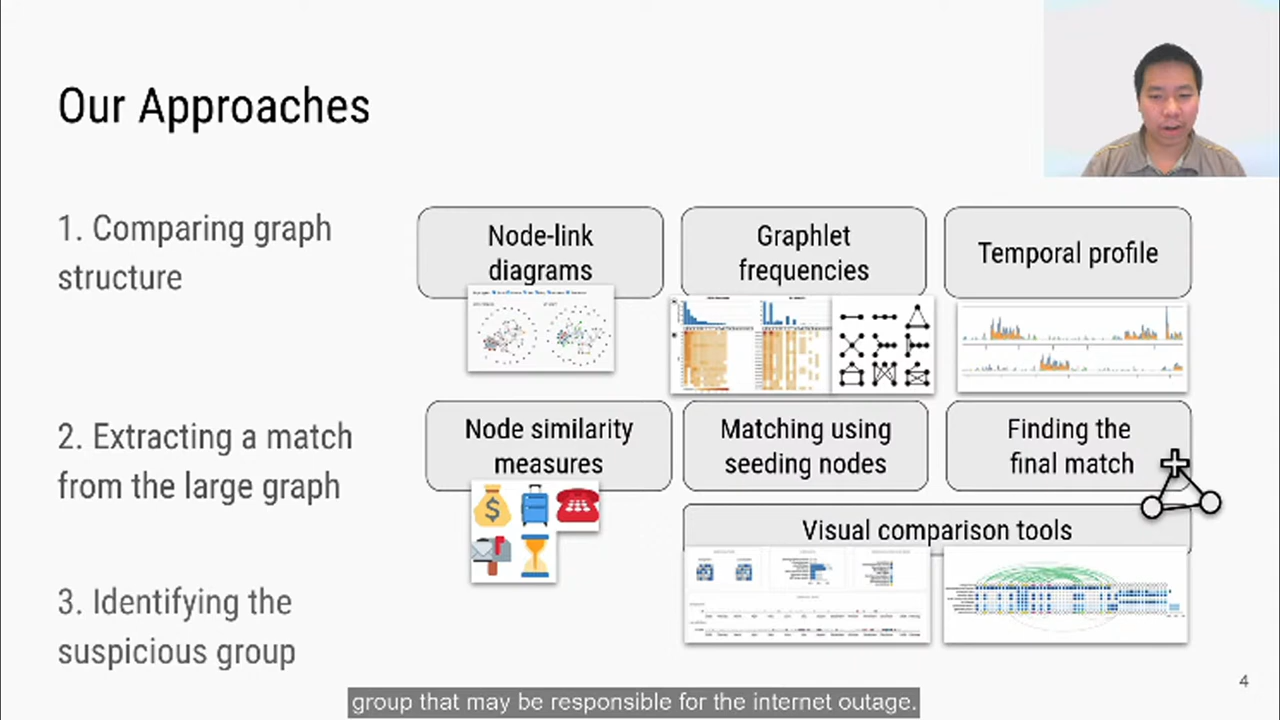 Our Approaches
1. Comparing graph
structure
Node-link
diagrams
Graphlet
frequencies
Temporal profile
2. Extracting a match
from the large graph
Node similarity
measures
Matching using
seeding nodes
Finding the
final match
$
Visual comparison tools
3. Identifying the
suspicious group
4
group that may be responsible for the internet outage.